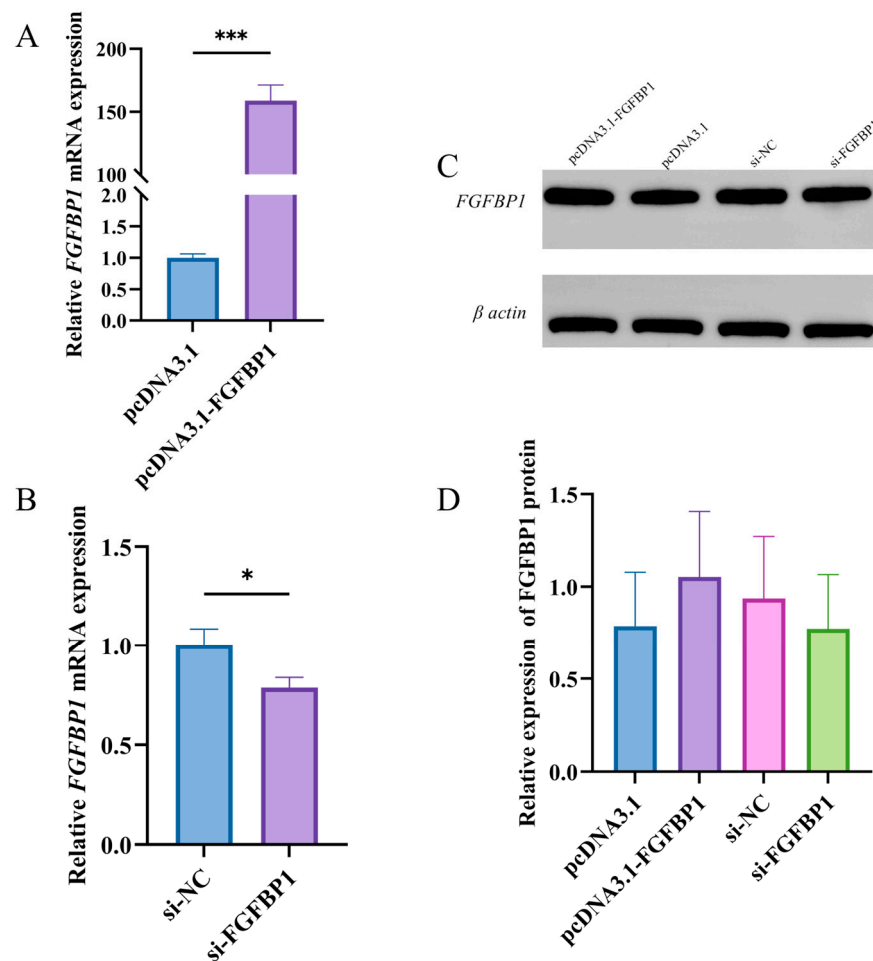 A
Relative FGFBP1 mRNA expression
200
150
100
2.0
1.5
1.0
0.5
0.0
***
pcDNA3.1
pcDNA3.1-FGFBP1
B
Relative FGFBP1 mRNA expression
1.5
1.0
0.5
0.0
*
si-NC
si-FGFBP1
C
pcDNA3.1-FGFBP1
pcDNA3.1
si-NC
si-FGFBP1
FGFBP1
β actin
D
Relative expression of FGFBP1 protein
1.5
1.0
0.5
0.0
pcDNA3.1
pcDNA3.1-FGFBP1
si-NC
si-FGFBP1